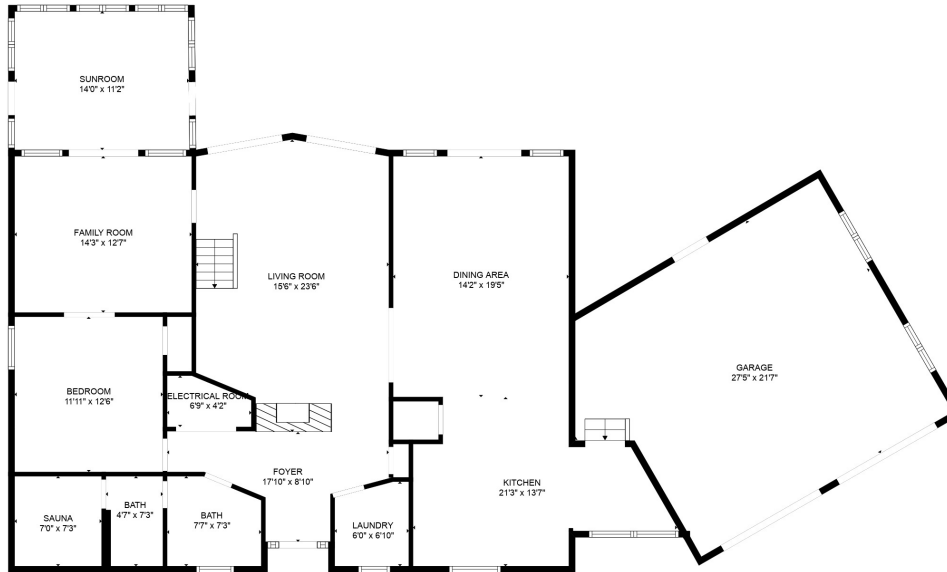 SUNROOM
14'0" x 11'2"
FAMILY ROOM
14'3" x 12'7"
LIVING ROOM
15'6" x 23'6"
DINING AREA
14'2" x 19'5"
GARAGE
27'5" x 21'7"
BEDROOM
11'11" x 12'6"
ELECTRICAL ROOM
6'9" x 4'2"
FOYER
17'10" x 8'10"
KITCHEN
21'3" x 13'7"
SAUNA
7'0" x 7'3"
BATH
4'7" x 7'3"
BATH
7'7" x 7'3"
LAUNDRY
6'0" x 6'10"